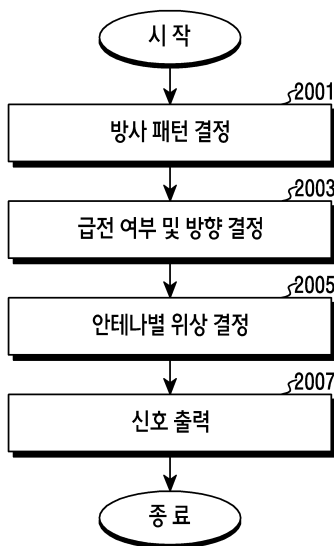 시 작
2001
방사 패턴 결정
2003
급전 여부 및 방향 결정
2005
안테나별 위상 결정
2007
신호 출력
종 료